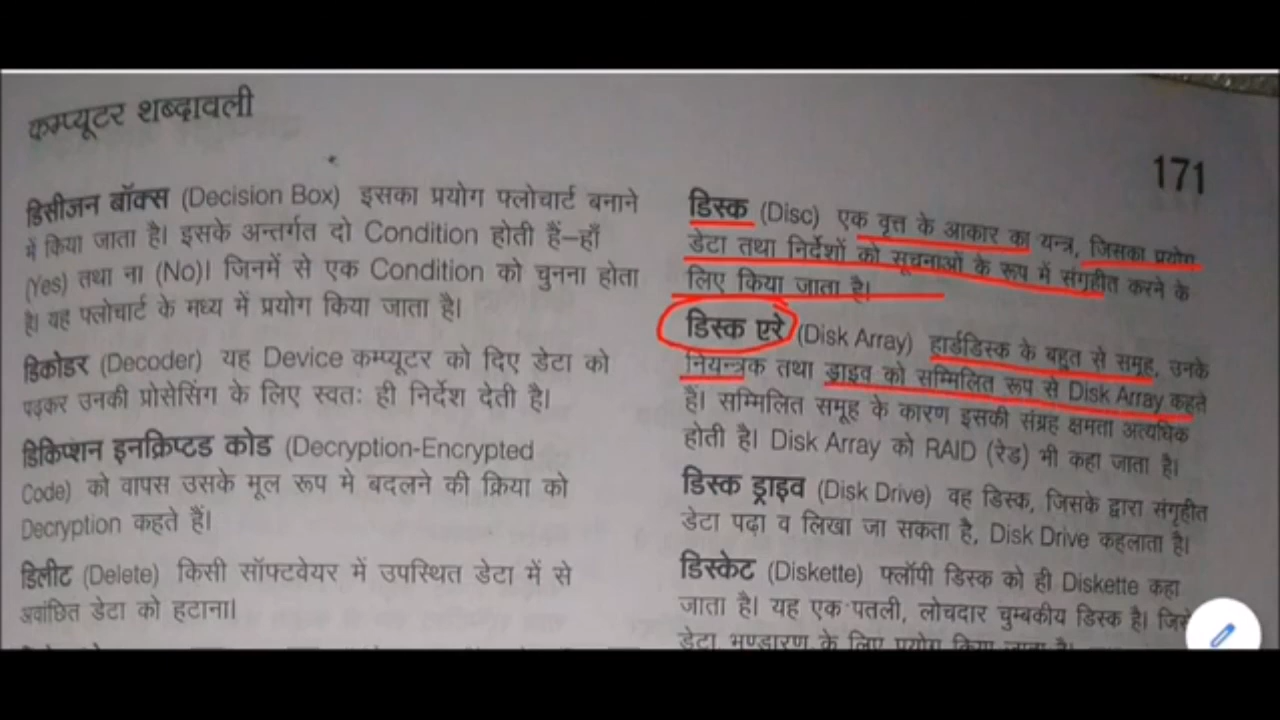 कम्प्यूटर शब्दावली
171
डिसीजन बॉक्स (Decision Box) इसका प्रयोग फ्लोचार्ट बनाने
में किया जाता है। इसके अन्तर्गत दो Condition होती हैं–हाँ
(Yes) तथा ना (No)। जिनमें से एक Condition को चुनना होता
है। यह फ्लोचार्ट के मध्य में प्रयोग किया जाता है।
डिकोडर (Decoder) यह Device कम्प्यूटर को दिए डेटा को
पढ़कर उनकी प्रोसेसिंग के लिए स्वतः ही निर्देश देती है।
डिक्रिप्शन इनक्रिप्टड कोड (Decryption-Encrypted
Code) को वापस उसके मूल रूप मे बदलने की क्रिया को
Decryption कहते हैं।
डिलीट (Delete) किसी सॉफ्टवेयर में उपस्थित डेटा में से
अवांछित डेटा को हटाना।
डिस्क (Disc) एक वृत्त के आकार का यन्त्र, जिसका प्रयोग
डेटा तथा निर्देशों को सूचनाओं के रूप में संगृहीत करने के
लिए किया जाता है।
डिस्क एरे (Disk Array) हार्डडिस्क के बहुत से समूह, उनके
नियन्त्रक तथा ड्राइव को सम्मिलित रूप से Disk Array कहते
हैं। सम्मिलित समूह के कारण इसकी संग्रह क्षमता अत्यधिक
होती है। Disk Array को RAID (रेड) भी कहा जाता है।
डिस्क ड्राइव (Disk Drive) वह डिस्क, जिसके द्वारा संगृहीत
डेटा पढ़ा व लिखा जा सकता है, Disk Drive कहलाता है।
डिस्केट (Diskette) फ्लॉपी डिस्क को ही Diskette कहा
जाता है। यह एक पतली, लोचदार चुम्बकीय डिस्क है। जिसे
डेटा भण्डारण के लिए प्रयोग किया जाता है।